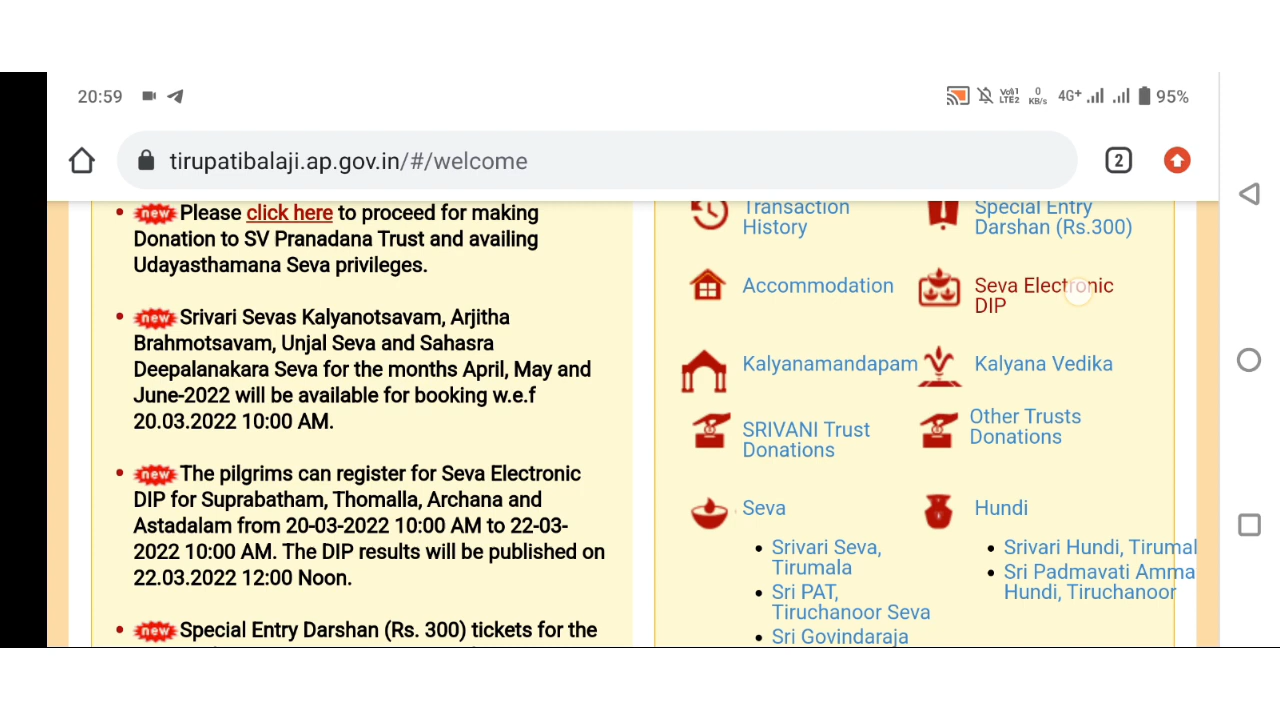 20:59
Vo)) 1
LTE2
0
KB/s
4G+
95%
tirupatibalaji.ap.gov.in/#/welcome
2
new Please click here to proceed for making
Donation to SV Pranadana Trust and availing
Udayasthamana Seva privileges.
new Srivari Sevas Kalyanotsavam, Arjitha
Brahmotsavam, Unjal Seva and Sahasra
Deepalanakara Seva for the months April, May and
June-2022 will be available for booking w.e.f
20.03.2022 10:00 AM.
new The pilgrims can register for Seva Electronic
DIP for Suprabatham, Thomalla, Archana and
Astadalam from 20-03-2022 10:00 AM to 22-03-
2022 10:00 AM. The DIP results will be published on
22.03.2022 12:00 Noon.
new Special Entry Darshan (Rs. 300) tickets for the
Transaction
History
Special Entry
Darshan (Rs.300)
Accommodation
Seva Electronic
DIP
Kalyanamandapam
Kalyana Vedika
SRIVANI Trust
Donations
Other Trusts
Donations
Seva
Srivari Seva,
Tirumala
Sri PAT,
Tiruchanoor Seva
Sri Govindaraja
Hundi
Srivari Hundi, Tirumal
Sri Padmavati Amma
Hundi, Tiruchanoor